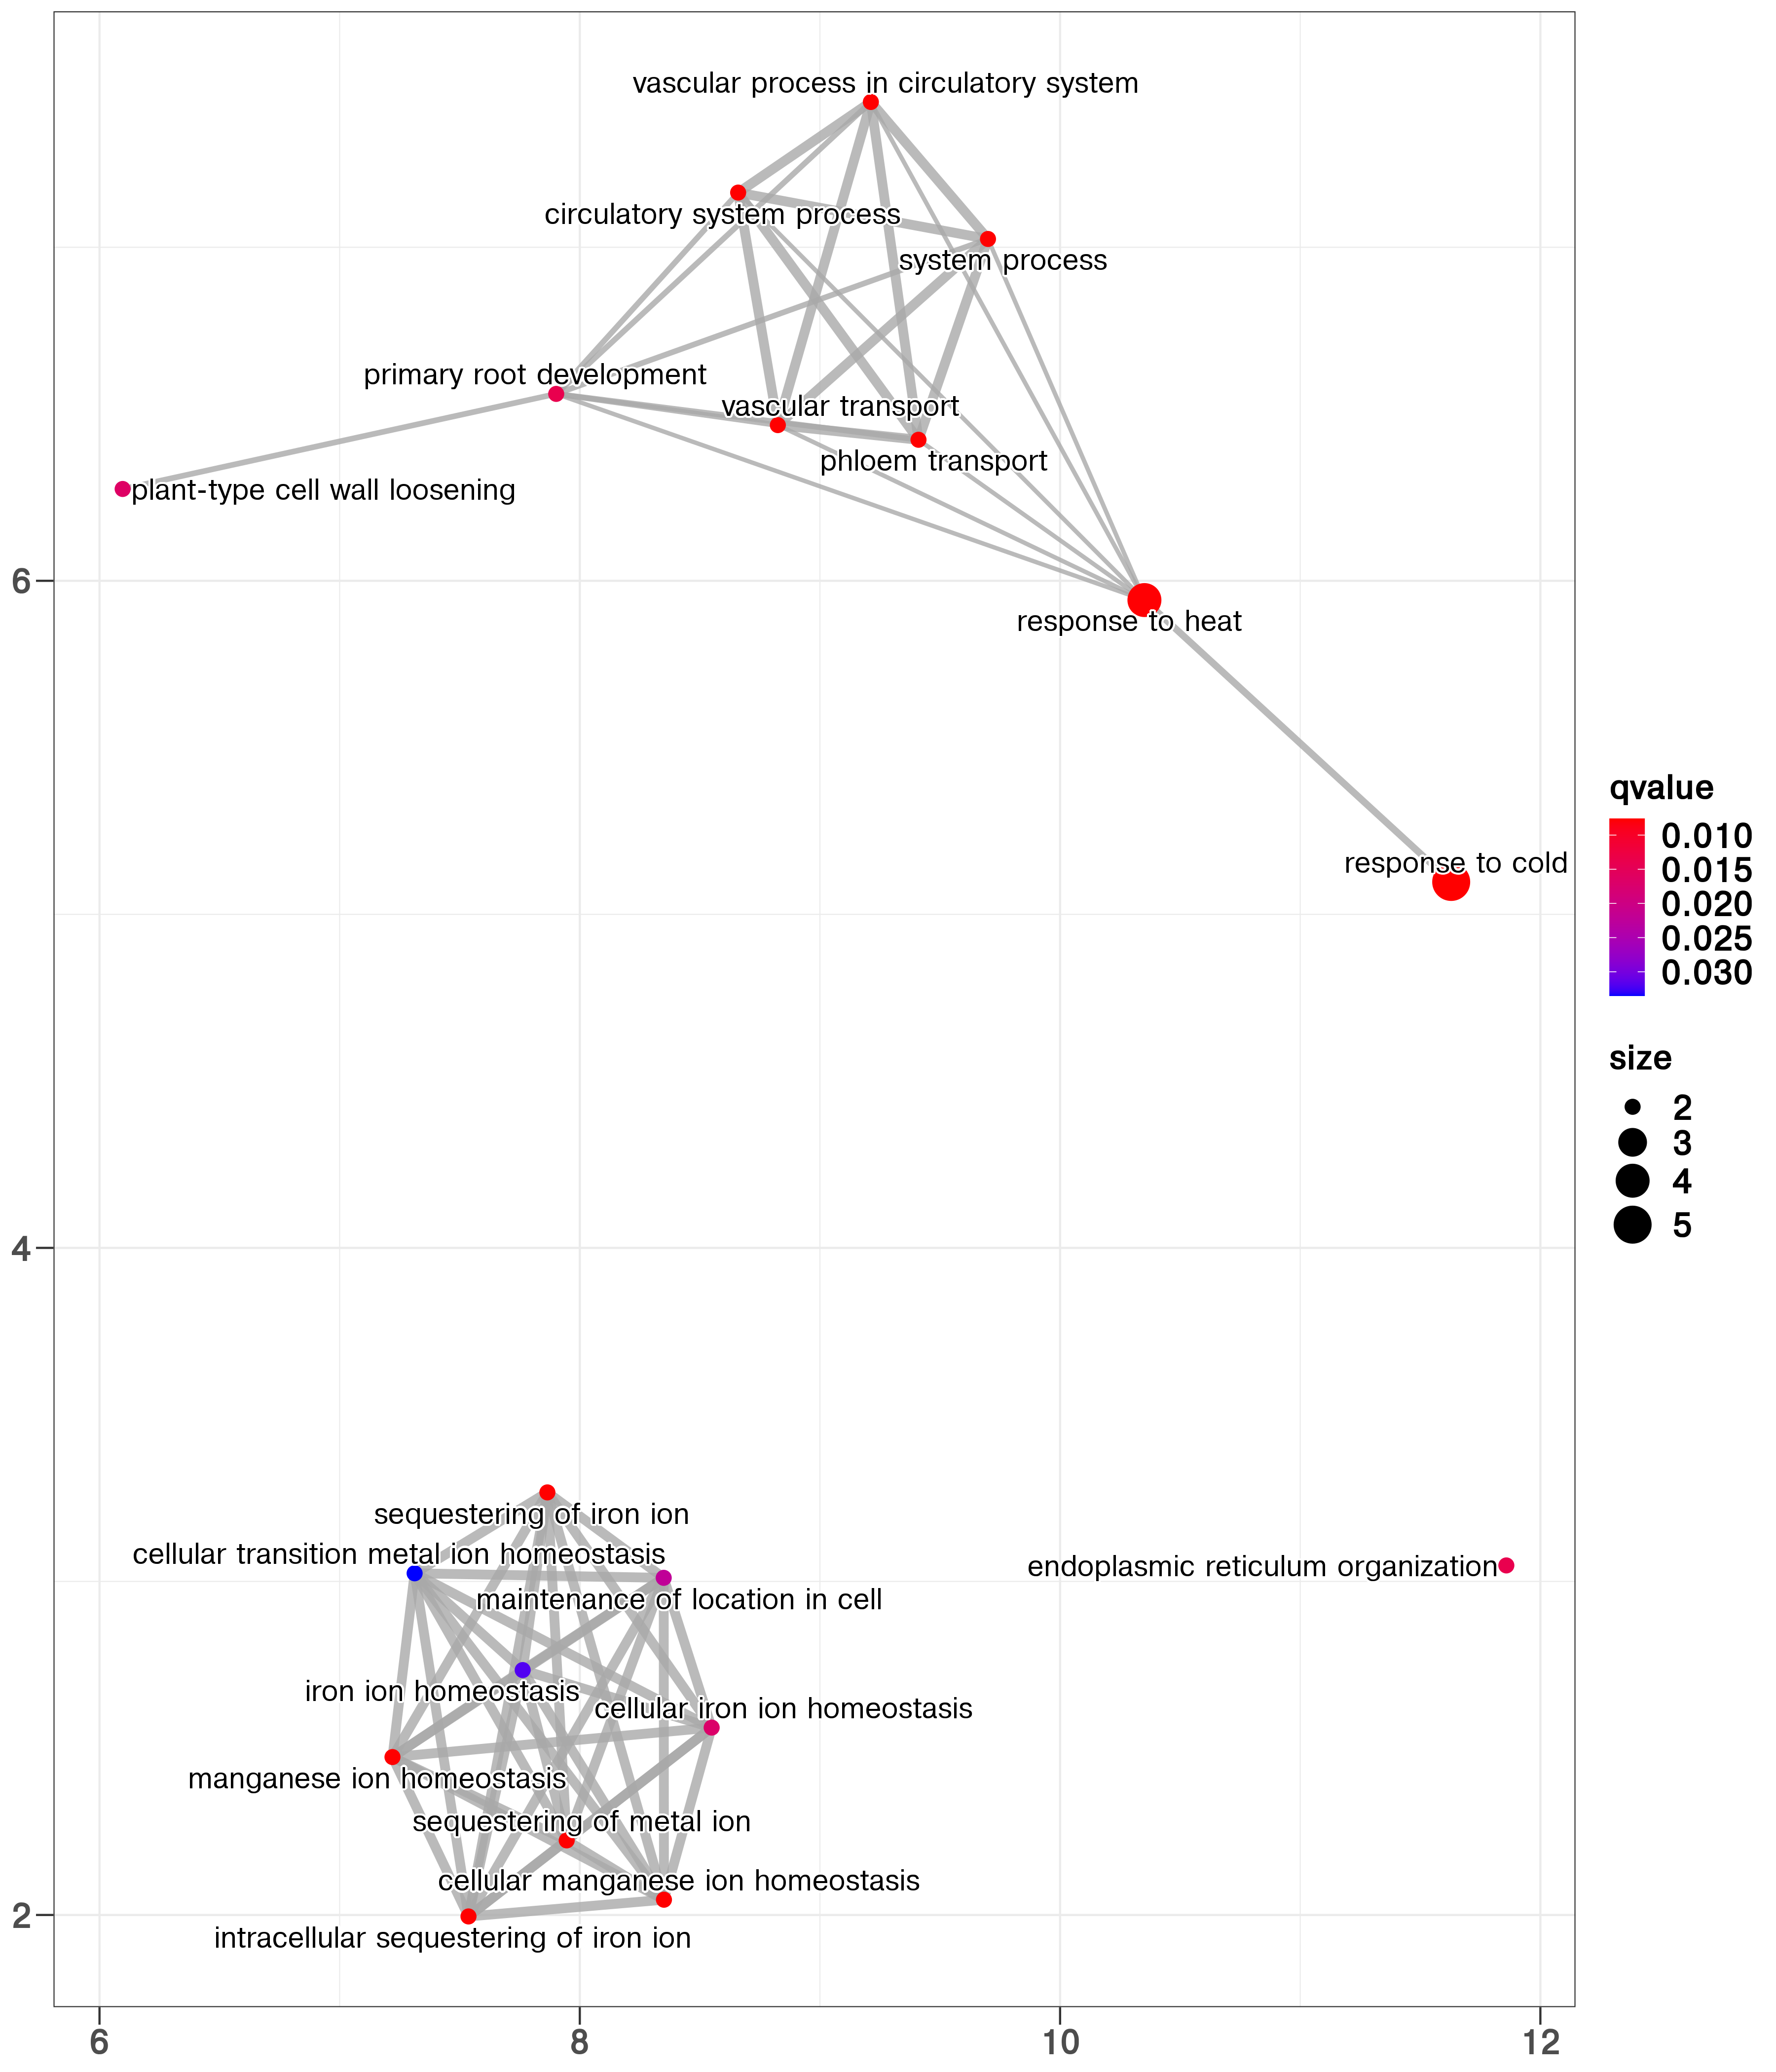 vascular process in circulatory system
circulatory system process
system process
primary root development
vascular transport
phloem transport
plant-type cell wall loosening
6
response to heat
response to cold
qvalue
0.010
0.015
0.020
0.025
0.030
size
2
3
4
5
4
sequestering of iron ion
cellular transition metal ion homeostasis
endoplasmic reticulum organization
maintenance of location in cell
iron ion homeostasis
cellular iron ion homeostasis
manganese ion homeostasis
sequestering of metal ion
cellular manganese ion homeostasis
2
intracellular sequestering of iron ion
6 8 10 12